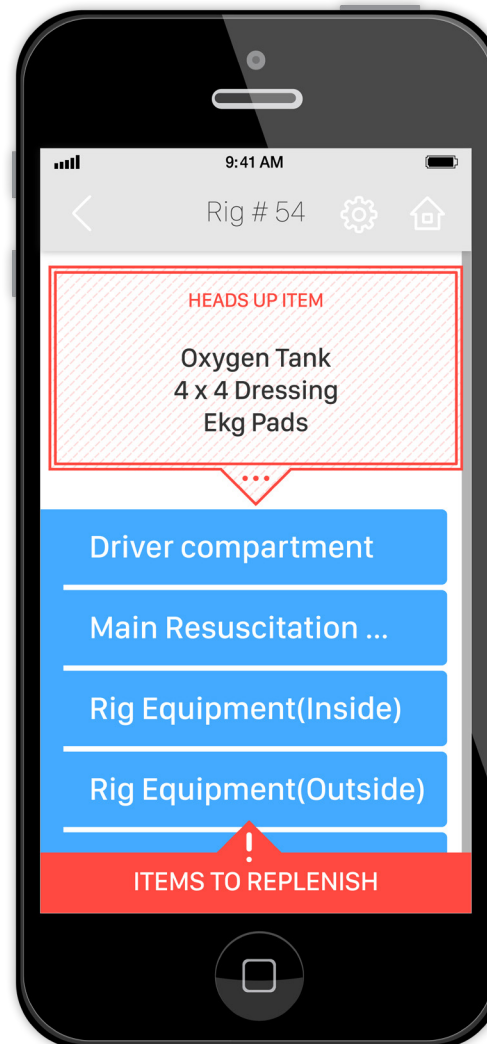 9:41 AM
Rig # 54
HEADS UP ITEM
Oxygen Tank
4 x 4 Dressing
Ekg Pads
Driver compartment
Main Resuscitation ...
Rig Equipment(Inside)
Rig Equipment(Outside)
!
ITEMS TO REPLENISH